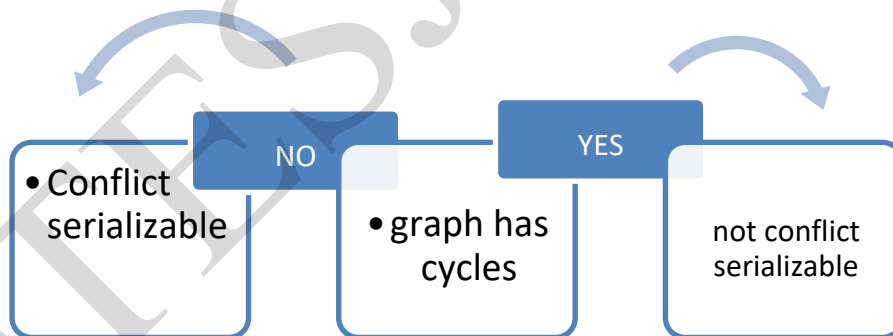 NO
YES
• Conflict
serializable
• graph has
cycles
not conflict
serializable